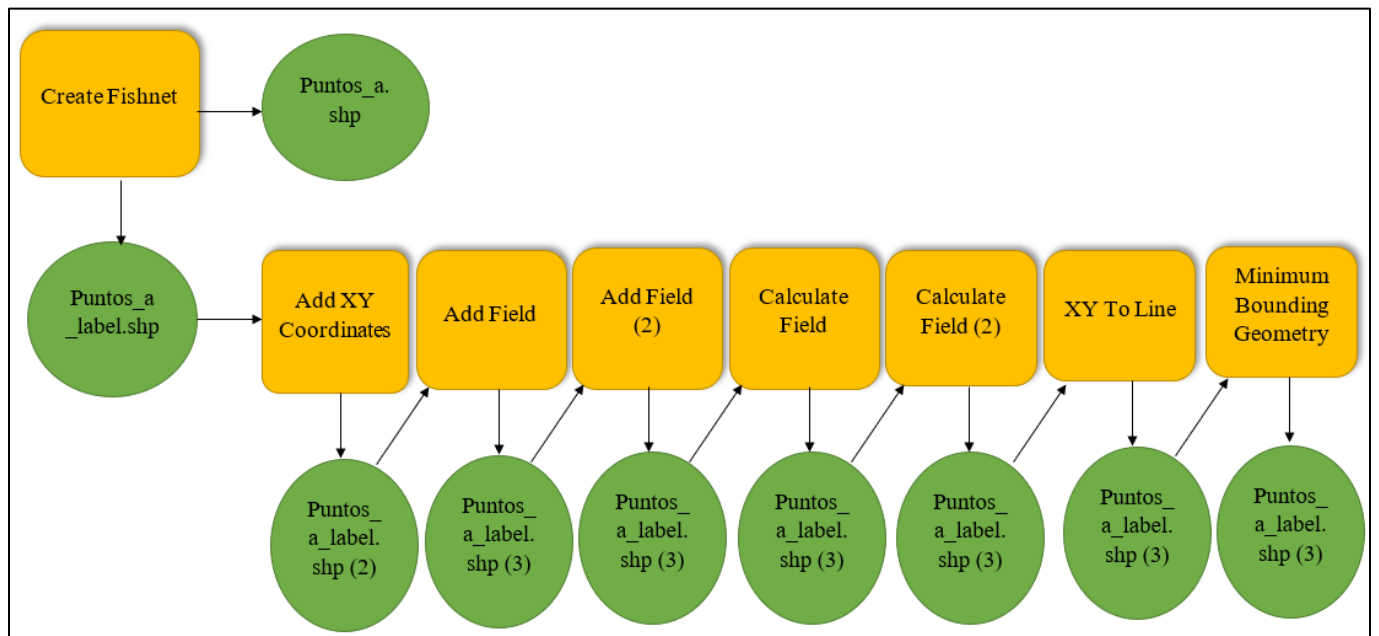 Create Fishnet
Puntos_a.
shp
Puntos_a
_label.shp
Add XY
Coordinates
Add Field
Add Field
(2)
Calculate
Field
Calculate
Field (2)
XY To Line
Minimum
Bounding
Geometry
Puntos_
a_label.
shp (2)
Puntos_
a_label.
shp (3)
Puntos_
a_label.
shp (3)
Puntos_
a_label.
shp (3)
Puntos_
a_label.
shp (3)
Puntos_
a_label.
shp (3)
Puntos_
a_label.
shp (3)